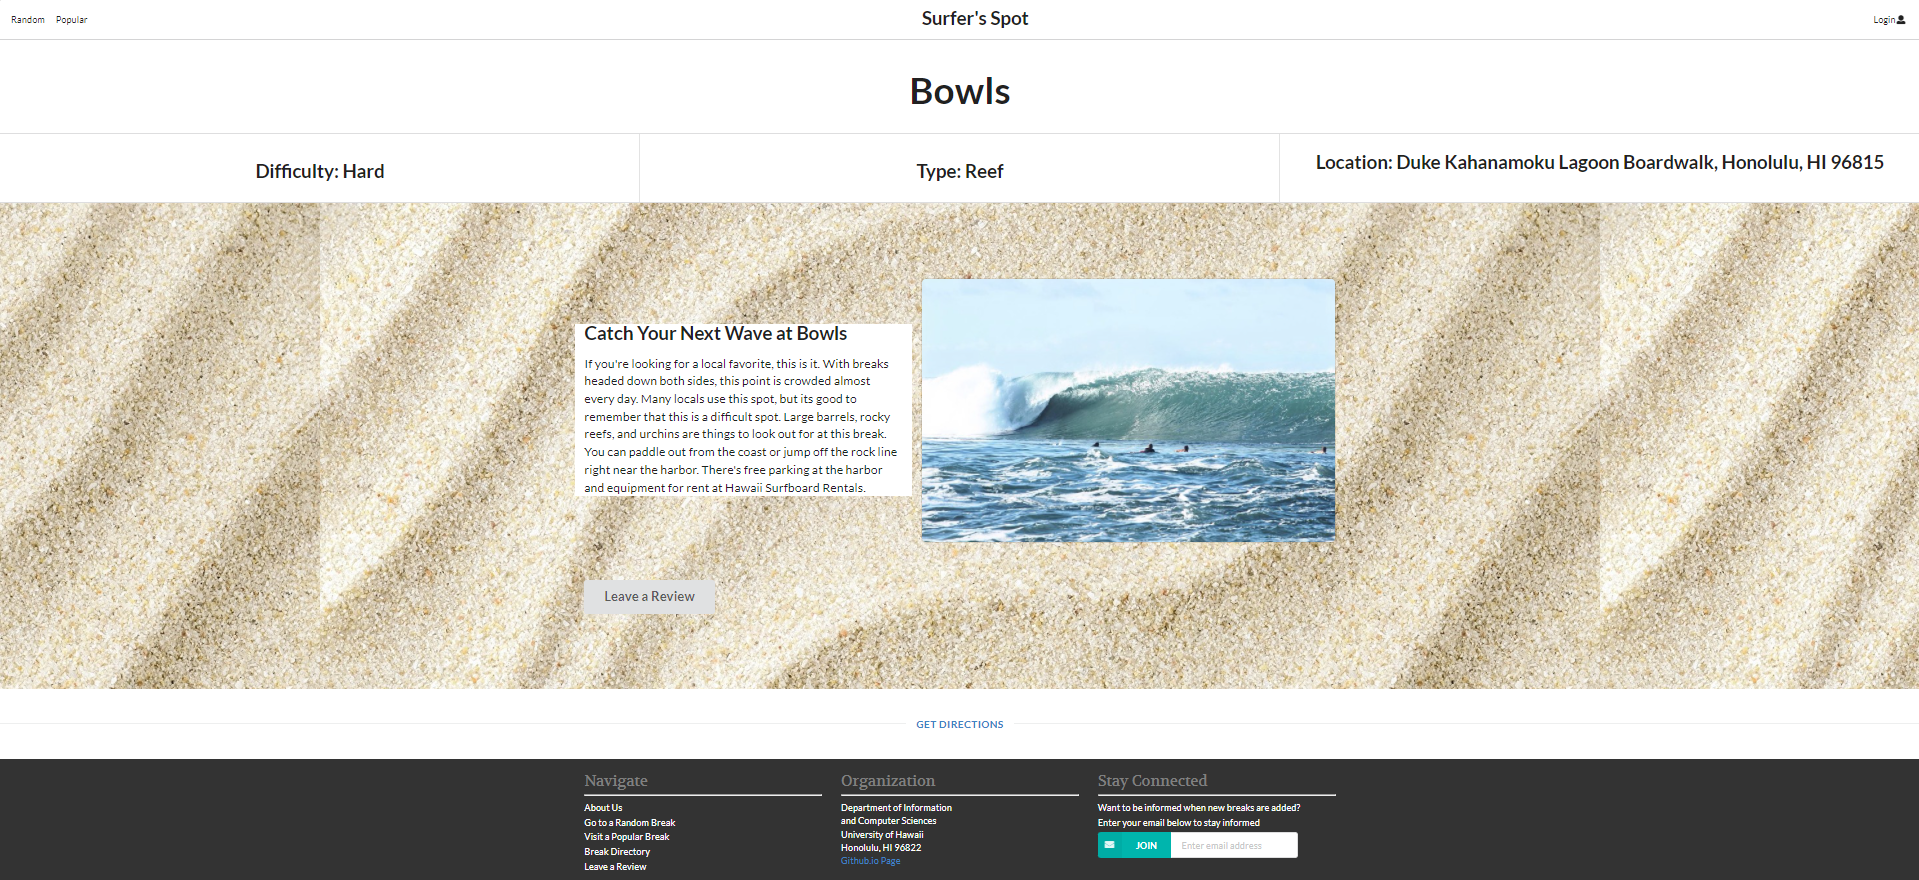 Random Popular Surfer's Spot Login
Bowls
Difficulty: Hard
Type: Reef
Location: Duke Kahanamoku Lagoon Boardwalk, Honolulu, HI 96815
Catch Your Next Wave at Bowls
If you're looking for a local favorite, this is it. With breaks
headed down both sides, this point is crowded almost
every day. Many locals use this spot, but its good to
remember that this is a difficult spot. Large barrels, rocky
reefs, and urchins are things to look out for at this break.
You can paddle out from the coast or jump off the rock line
right near the harbor. There's free parking at the harbor
and equipment for rent at Hawaii Surfboard Rentals.
Leave a Review
GET DIRECTIONS
Navigate
About Us
Go to a Random Break
Visit a Popular Break
Break Directory
Leave a Review
Organization
Department of Information
and Computer Sciences
University of Hawaii
Honolulu, HI 96822
Github.io Page
Stay Connected
Want to be informed when new breaks are added?
Enter your email below to stay informed
JOIN Enter email address